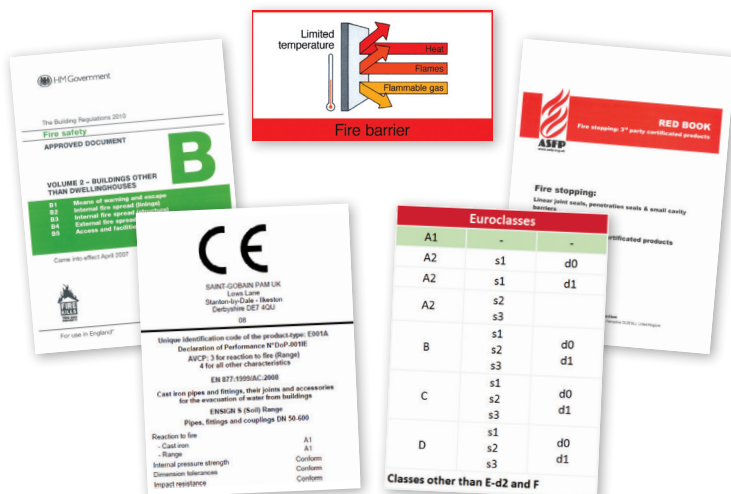 HM Government
The Building Regulations 2010
Fire safety
APPROVED DOCUMENT
B
VOLUME 2 – BUILDINGS OTHER
THAN DWELLINGHOUSES
B1 Means of warning and escape
B2 Internal fire spread (linings)
B3 Internal fire spread (structure)
B4 External fire spread
B5 Access and facilities
Came into effect April 2007
For use in England*
Limited
temperature
Heat
Flames
Flammable gas
Fire barrier
ASFP
RED BOOK
Fire stopping: 3rd party certificated products
Fire stopping:
Linear joint seals, penetration seals & small cavity
barriers
certificated products
CE
SAINT-GOBAIN PAM UK
Lows Lane
Stanton-by-Dale - Ilkeston
Derbyshire DE7 4QU
08
Unique identification code of the product-type: E001A
Declaration of Performance N°DoP-001IE
AVCP: 3 for reaction to fire (Range)
4 for all other characteristics
EN 877:1999/AC:2008
Cast iron pipes and fittings, their joints and accessories
for the evacuation of water from buildings
ENSIGN S (Soil) Range
Pipes, fittings and couplings DN 50-600
Reaction to fire
- Cast iron A1
- Range A1
Internal pressure strength Conform
Dimension tolerances Conform
Impact resistance Conform
Euroclasses
A1 - -
A2 s1 d0
A2 s1 d1
A2 s2
s3
B s1 d0
s2 d1
s3
C s1 d0
s2 d1
s3
D s1 d0
s2 d1
s3
Classes other than E-d2 and F